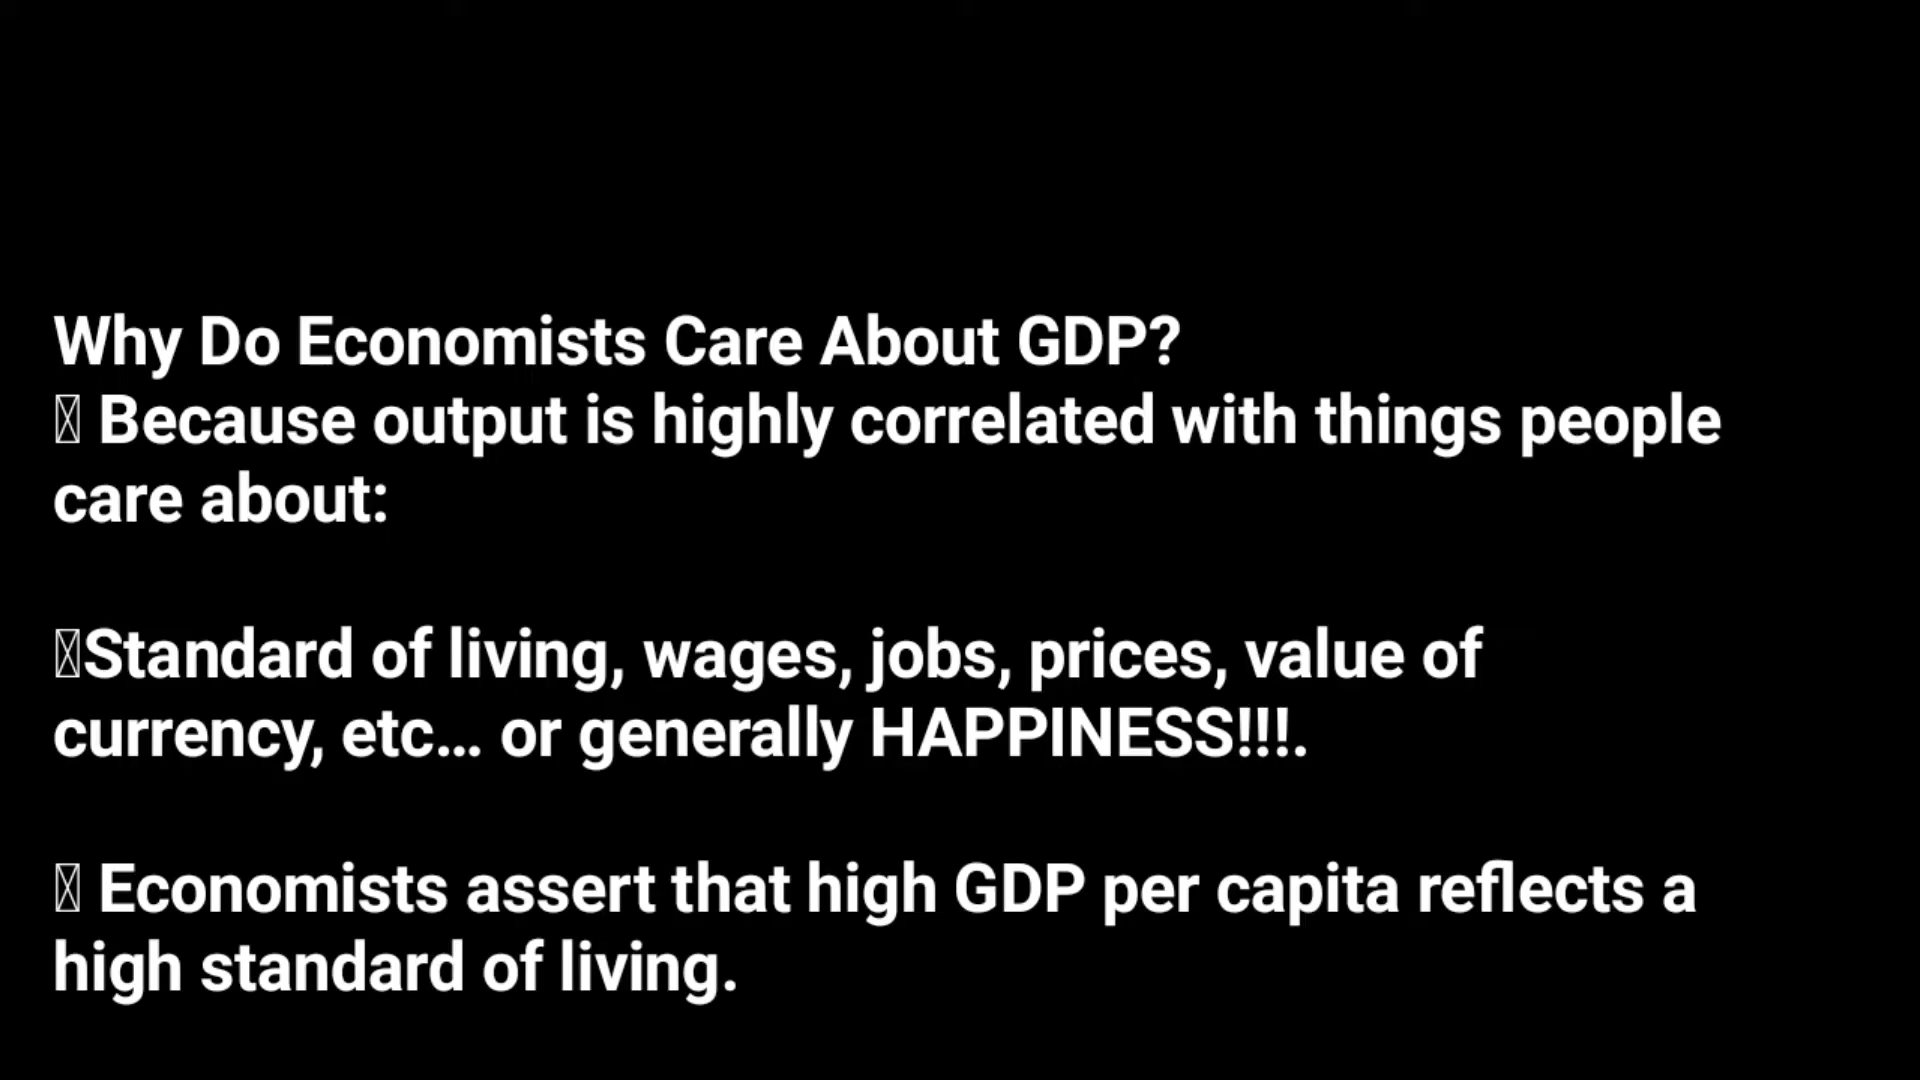 Why Do Economists Care About GDP?
 Because output is highly correlated with things people
care about:
Standard of living, wages, jobs, prices, value of
currency, etc... or generally HAPPINESS!!!.
 Economists assert that high GDP per capita reflects a
high standard of living.